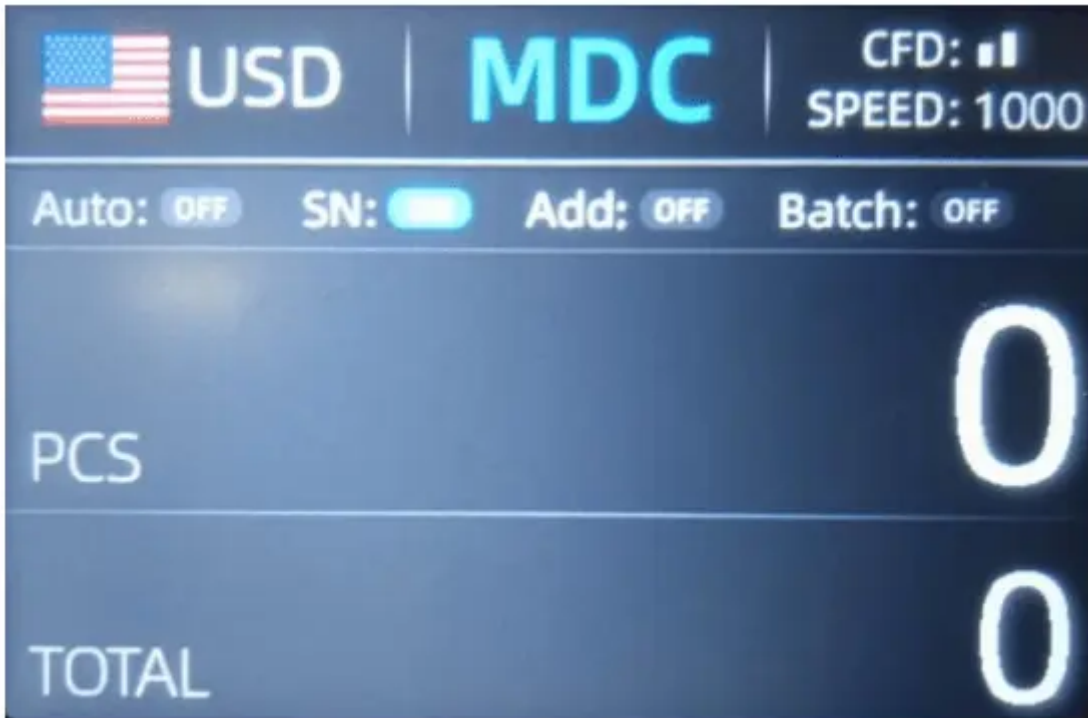 USD MDC CFD:
SPEED: 1000
Auto: OFF SN: Add: OFF Batch: OFF
PCS 0
TOTAL 0